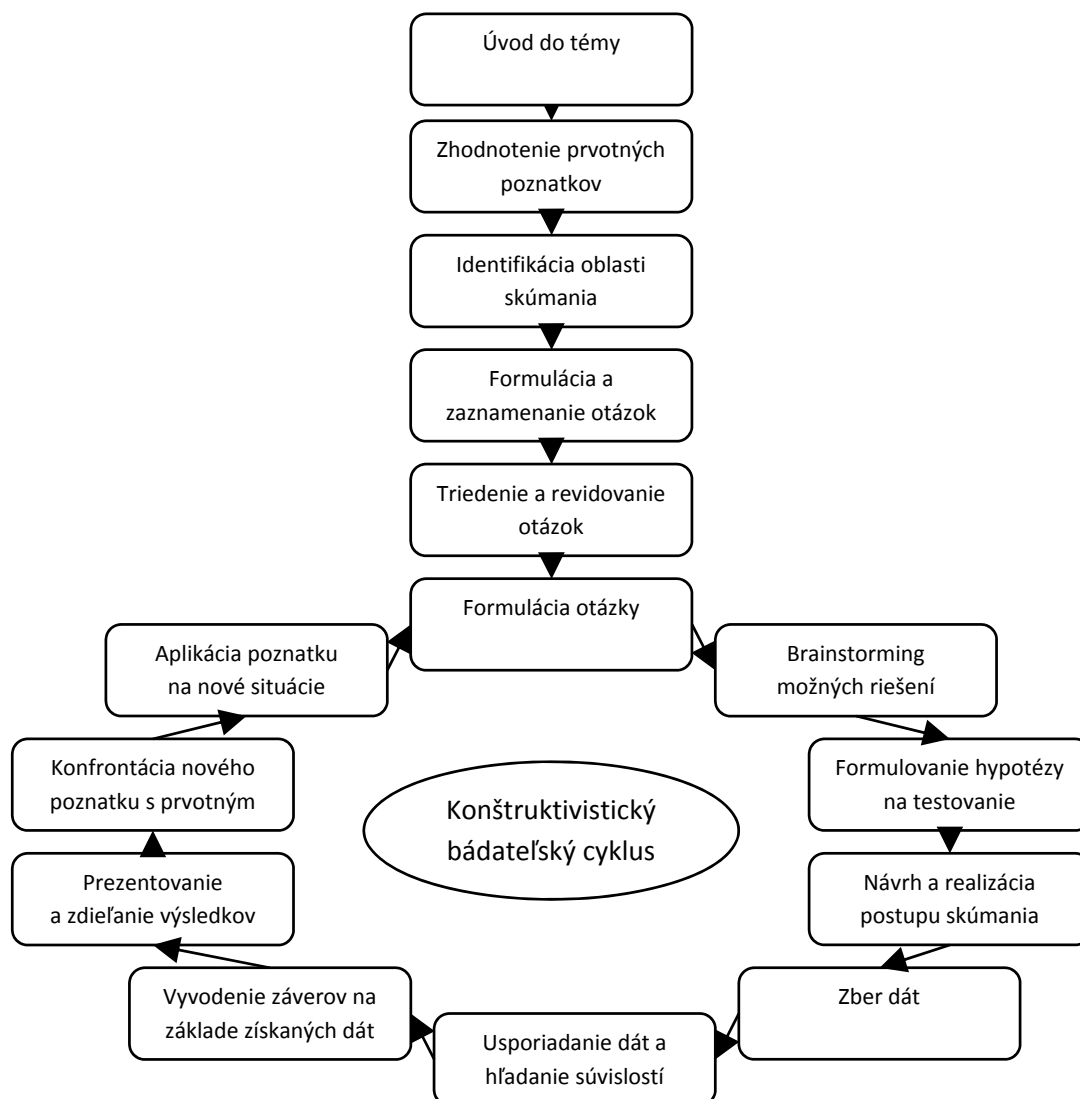 Úvod do témy
Zhodnotenie prvotných
poznatkov
Identifikácia oblasti
skúmania
Formulácia a
zaznamenanie otázok
Triedenie a revidovanie
otázok
Formulácia otázky
Brainstorming
možných riešení
Formulovanie hypotézy
na testovanie
Návrh a realizácia
postupu skúmania
Zber dát
Usporiadanie dát a
hľadanie súvislostí
Vyvodenie záverov na
základe získaných dát
Prezentovanie
a zdieľanie výsledkov
Konfrontácia nového
poznatku s prvotným
Aplikácia poznatku
na nové situácie
Konštruktivistický
bádateľský cyklus